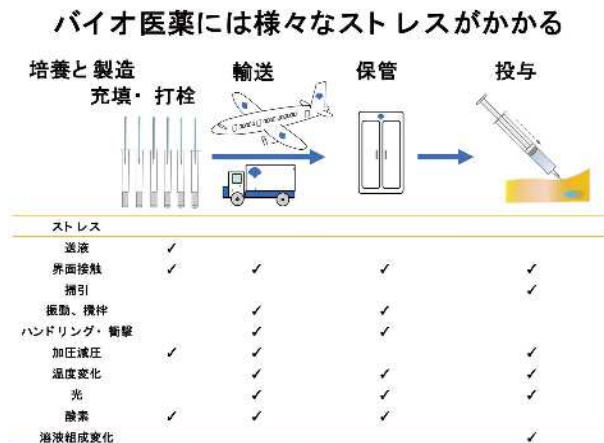 バイオ医薬には様々なストレスがかかる
培養と製造 輸送 保管 投与
充填・打栓
ストレス
送液 ✓
界面接触 ✓ ✓ ✓ ✓
掃引 ✓
振動、攪拌 ✓ ✓
ハンドリング・衝撃 ✓ ✓
加圧減圧 ✓ ✓ ✓
温度変化 ✓ ✓ ✓
光 ✓ ✓ ✓
酸素 ✓ ✓ ✓
溶液組成変化 ✓